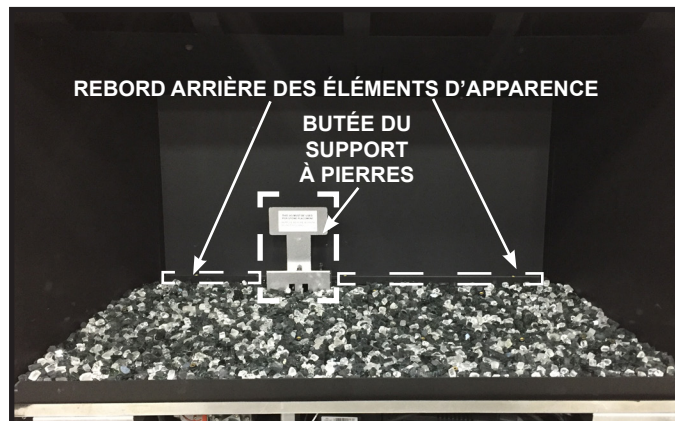 REBORD ARRIÈRE DES ÉLÉMENTS D'APPARENCE
BUTÉE DU
SUPPORT
À PIERRES